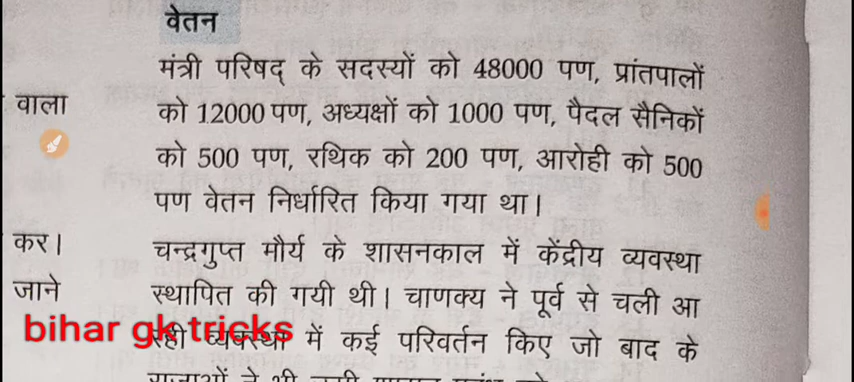 वेतन
मंत्री परिषद् के सदस्यों को 48000 पण, प्रांतपालों
वाला
को 12000 पण, अध्यक्षों को 1000 पण, पैदल सैनिकों
को 500 पण, रथिक को 200 पण, आरोही को 500
पण वेतन निर्धारित किया गया था।
कर।
चन्द्रगुप्त मौर्य के शासनकाल में केंद्रीय व्यवस्था
जाने
स्थापित की गयी थी। चाणक्य ने पूर्व से चली आ
bihar gk tricks
रही व्यवस्था में कई परिवर्तन किए जो बाद के